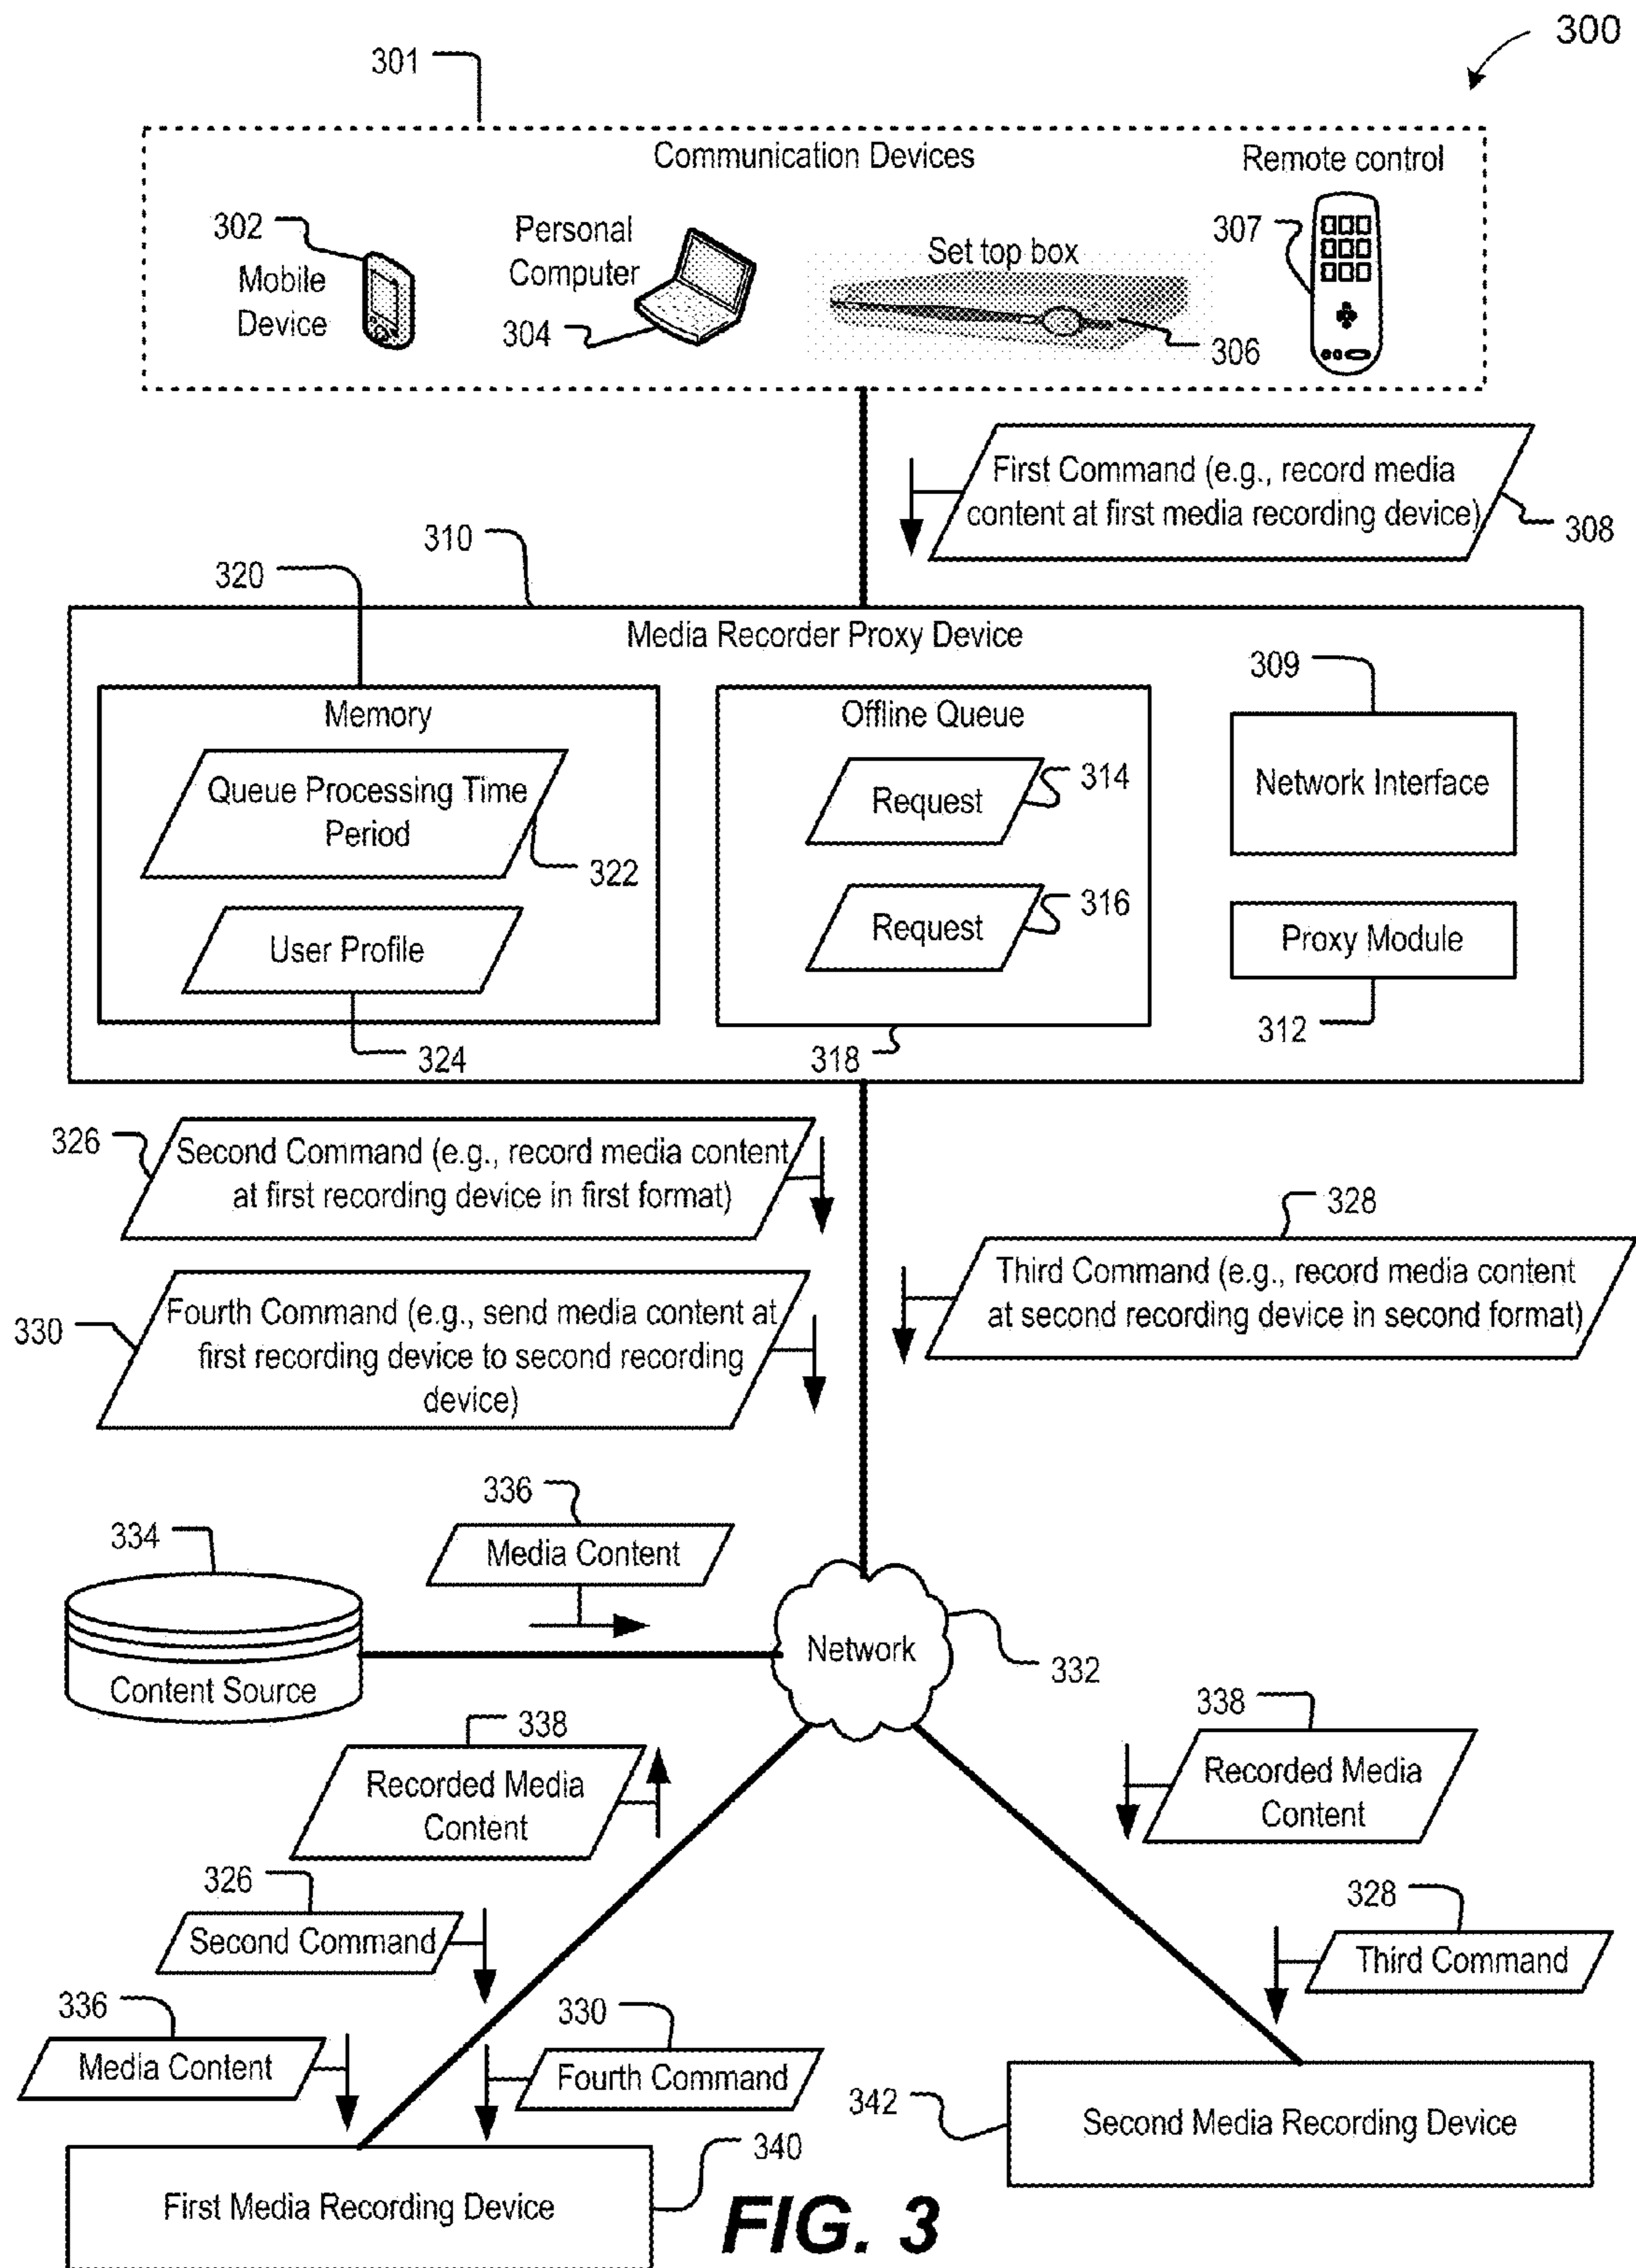 300
301
Communication Devices
Remote control
302
Mobile
Device
Personal
Computer
304
Set top box
306
307
First Command (e.g., record media
content at first media recording device)
308
310
320
Media Recorder Proxy Device
309
Memory
Queue Processing Time
Period
322
User Profile
324
Offline Queue
Request
314
Request
316
318
Network Interface
Proxy Module
312
326
Second Command (e.g., record media content
at first recording device in first format)
328
Third Command (e.g., record media content
at second recording device in second format)
330
Fourth Command (e.g., send media content at
first recording device to second recording
device)
336
Media Content
334
Content Source
Network
332
338
Recorded Media
Content
338
Recorded Media
Content
326
Second Command
328
Third Command
336
Media Content
330
Fourth Command
342
Second Media Recording Device
340
First Media Recording Device
FIG. 3